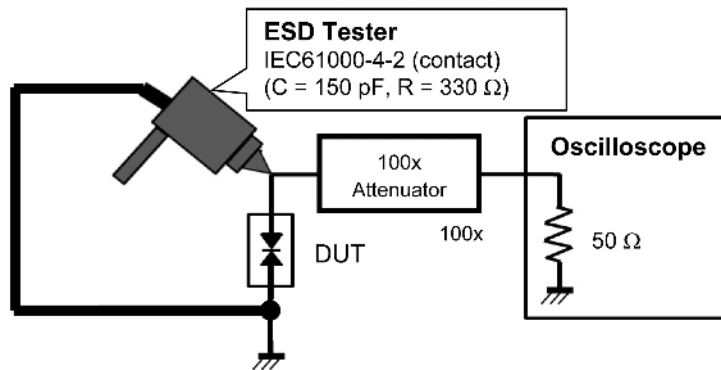 ESD Tester
IEC61000-4-2 (contact)
(C = 150 pF, R = 330 Ω)
100x
Attenuator
100x
Oscilloscope
50 Ω
DUT